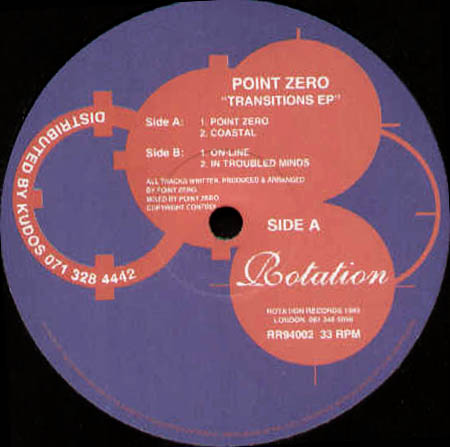 POINT ZERO
"TRANSITIONS EP"
Side A: 1. POINT ZERO
2. COASTAL
Side B: 1. ON-LINE
2. IN TROUBLED MINDS
ALL TRACKS WRITTEN, PRODUCED & ARRANGED
BY POINT ZERO
MIXED BY POINT ZERO
COPYRIGHT CONTROL
SIDE A
Rotation
ROTATION RECORDS
LONDON
RR94002 33 RPM
DISTRIBUTED BY KUDOS 071 328 4442